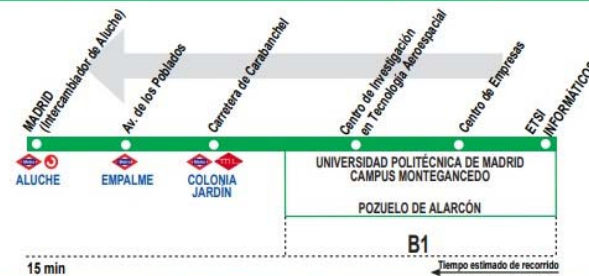 MADRID
(Intercambiador de Aluche)
Av. de los Poblados
Carretera de Carabanchel
Centro de Investigación
en Tecnología Aeroespacial
Centro de Empresas
ETSI
INFORMÁTICOS
ALUCHE
EMPALME
COLONIA
JARDIN
UNIVERSIDAD POLITÉCNICA DE MADRID
CAMPUS MONTEGANCEDO
POZUELO DE ALARCÓN
B1
15 min
Tiempo estimado de recorrido